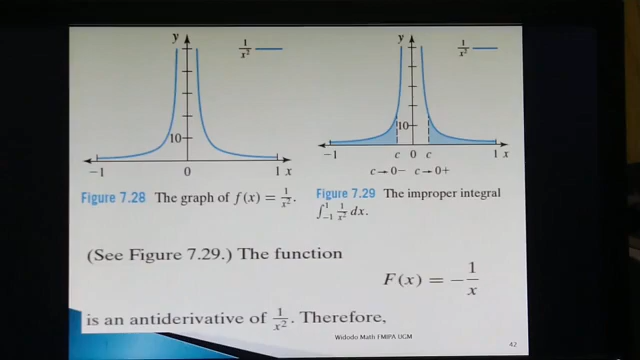 y
1/x²
10
−1 0 1 x
Figure 7.28 The graph of f(x) = 1/x².
y
1/x²
10
−1 c 0 c 1 x
c→0− c→0+
Figure 7.29 The improper integral
∫₋₁¹ 1/x² dx.
(See Figure 7.29.) The function
F(x) = −1/x
is an antiderivative of 1/x². Therefore,
Widodo Math FMIPA UGM
42